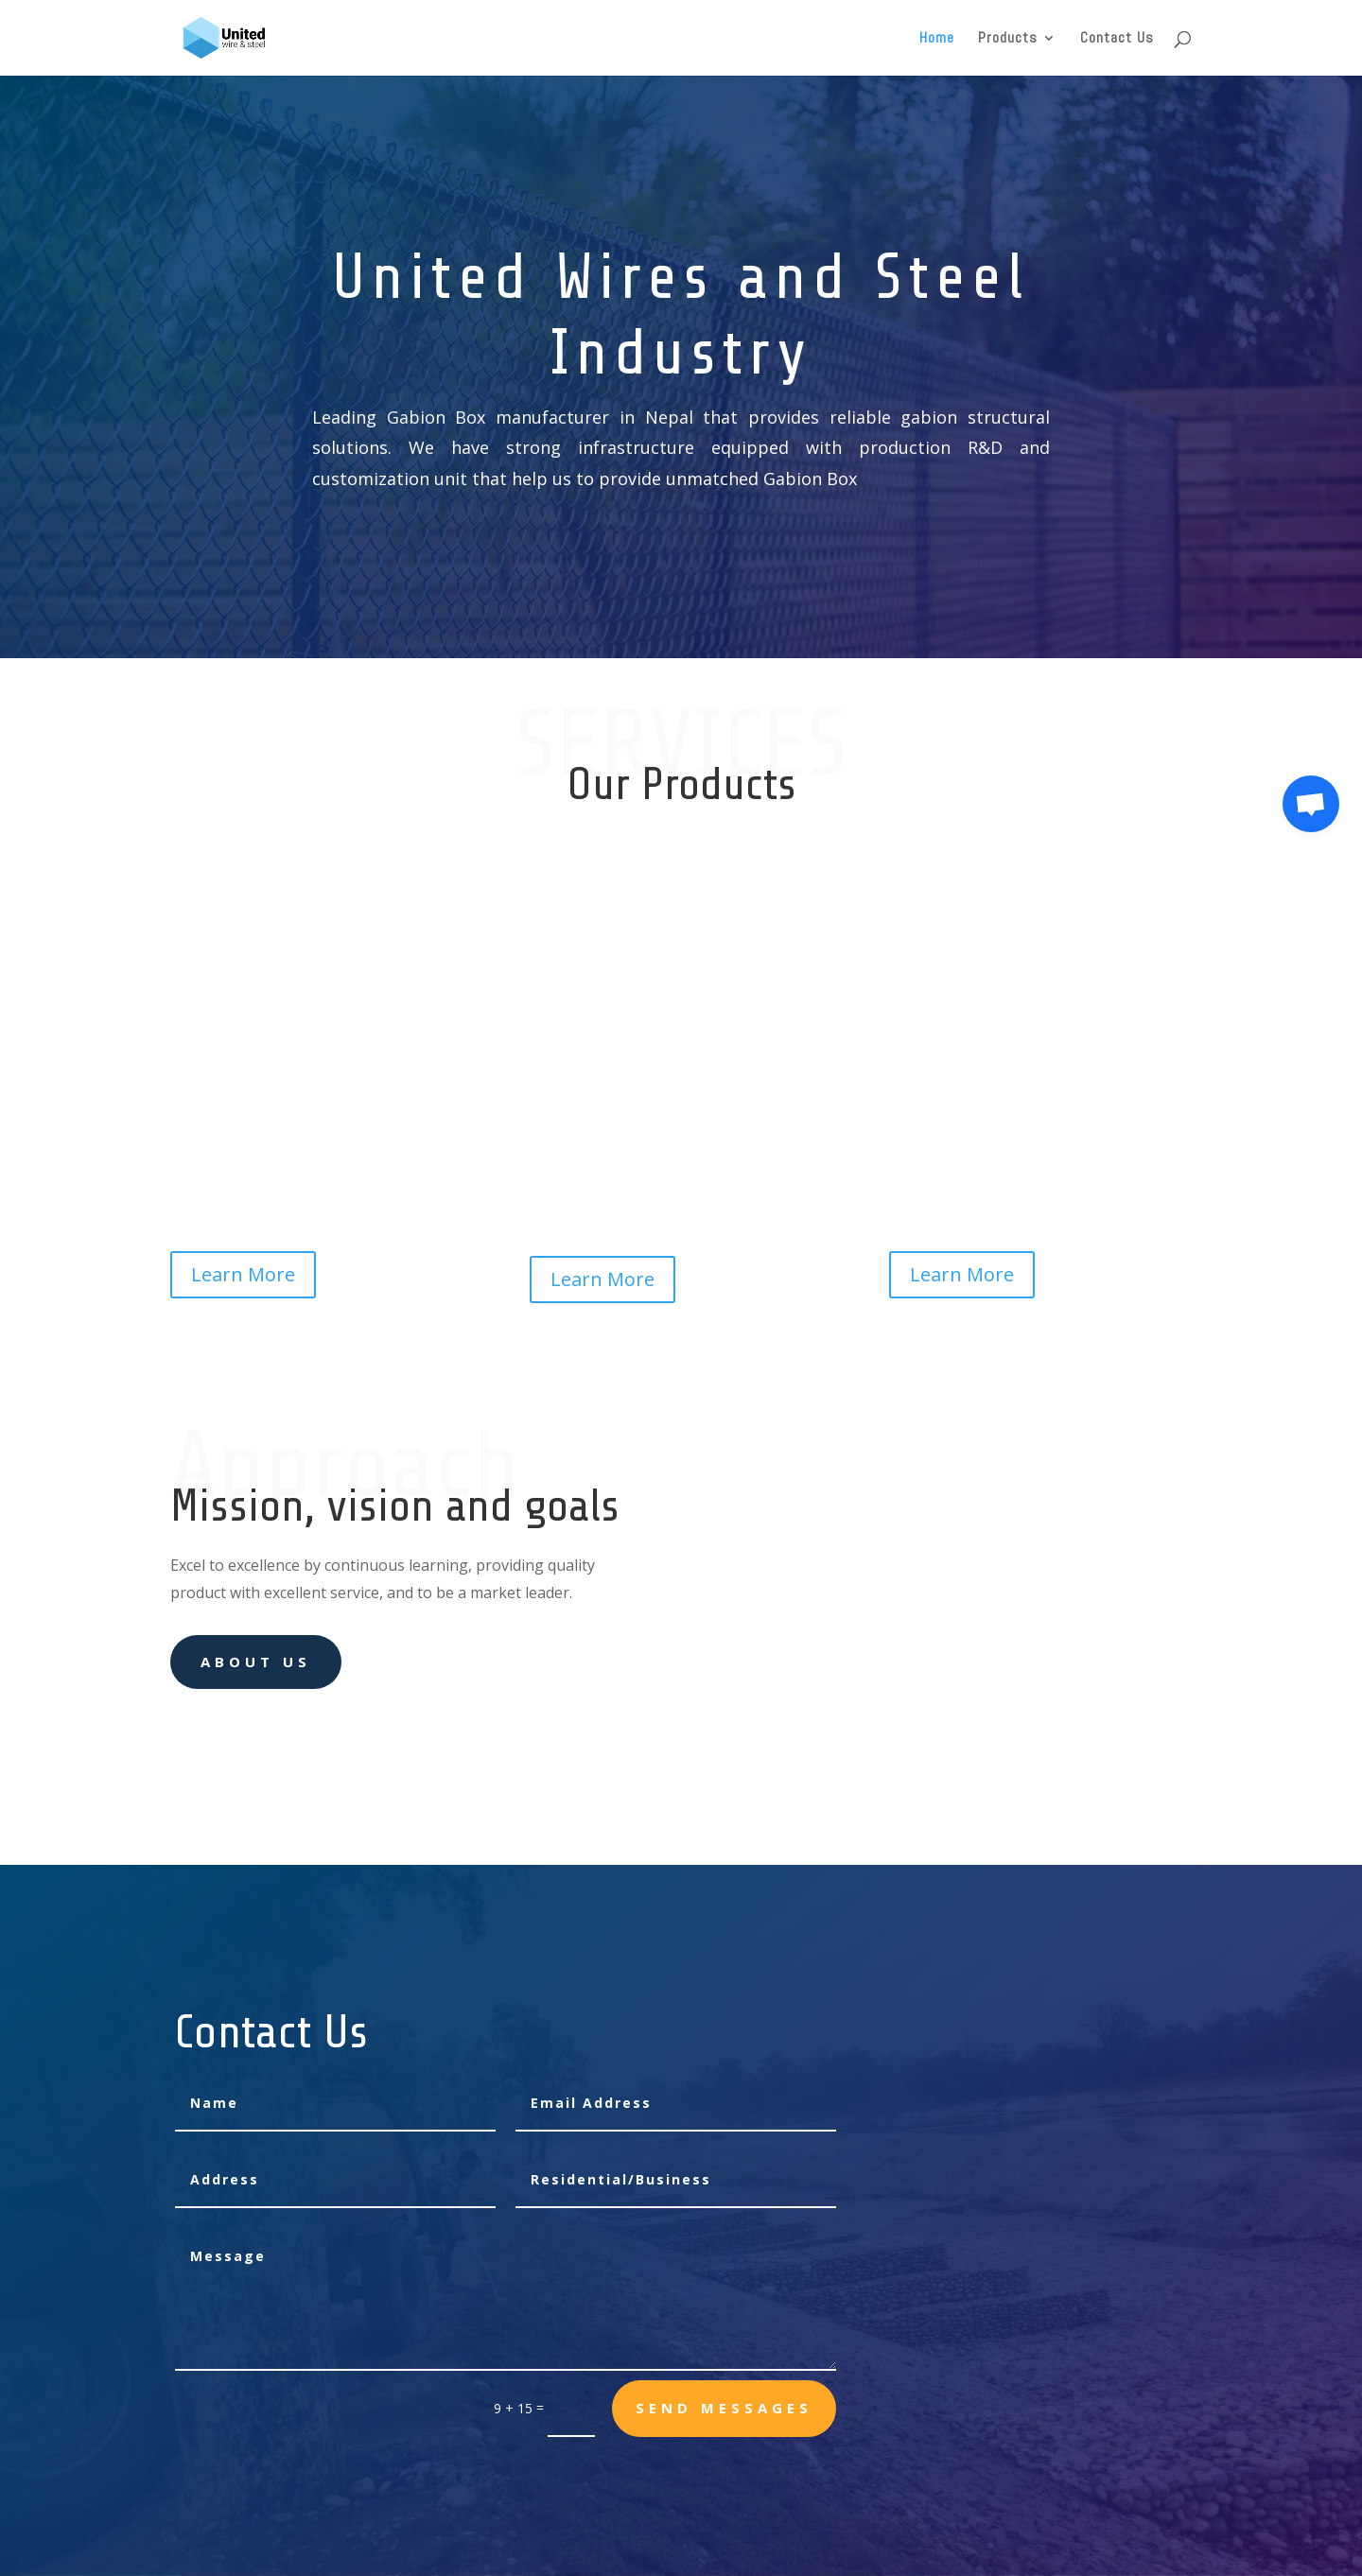 United
wire & steel
Home
Products
Contact Us
United Wires and Steel
Industry
Leading Gabion Box manufacturer in Nepal that provides reliable gabion structural
solutions. We have strong infrastructure equipped with production R&D and
customization unit that help us to provide unmatched Gabion Box
SERVICES
Our Products
Learn More
Learn More
Learn More
Approach
Mission, vision and goals
Excel to excellence by continuous learning, providing quality
product with excellent service, and to be a market leader.
ABOUT US
Contact Us
Name
Email Address
Address
Residential/Business
Message
9 + 15 =
SEND MESSAGES